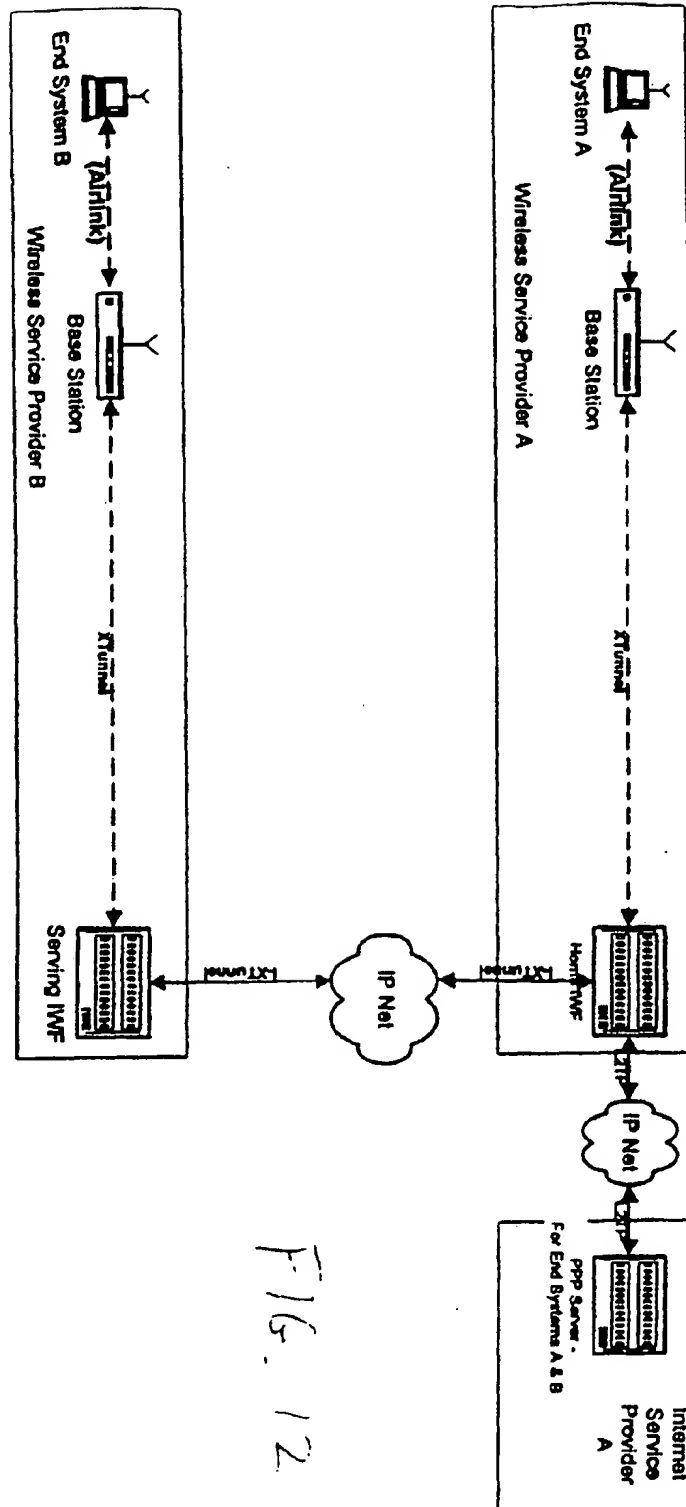 End System A
(Airlink)
Base Station
Wireless Service Provider A
XTunnel
Home IWF
L2TP
IP Net
L2TP
PPP Server -
For End Systems A & B
Internet
Service
Provider
A
I-XTunnel
IP Net
I-XTunnel
End System B
(Airlink)
Base Station
Wireless Service Provider B
XTunnel
Serving IWF
FIG. 12